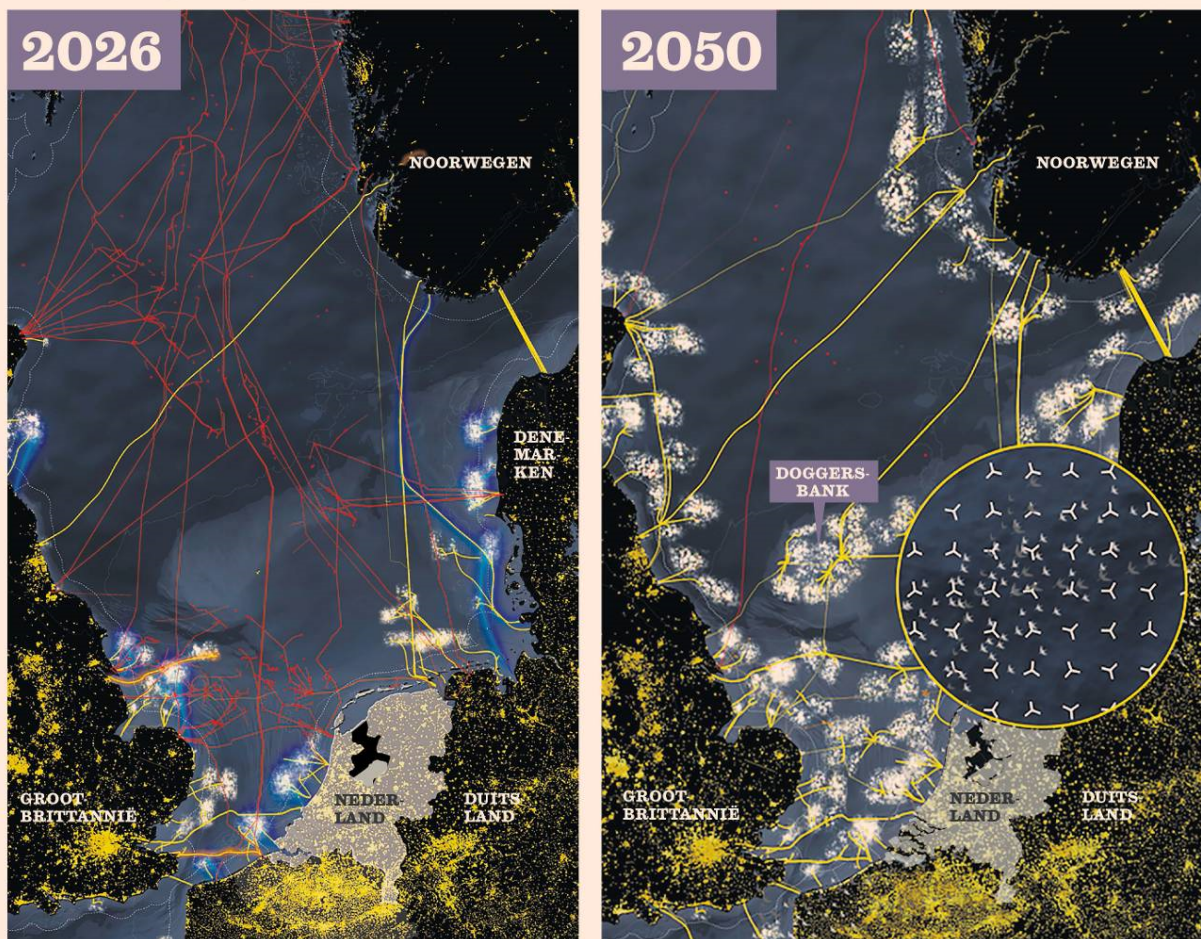 2026
NOORWEGEN
DENE-
MAR-
KEN
GROOT-
BRITTANNIË
NEDER-
LAND
DUITS
LAND
2050
NOORWEGEN
DOGGERS-
BANK
GROOT-
BRITTANNIË
NEDER-
LAND
DUITS-
LAND